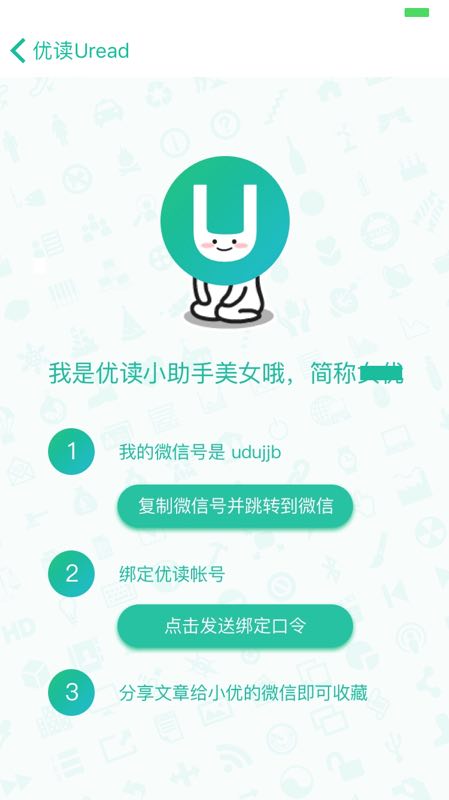 优读Uread
我是优读小助手美女哦，简称
1
我的微信号是 udujjb
复制微信号并跳转到微信
2
绑定优读帐号
点击发送绑定口令
3
分享文章给小优的微信即可收藏
HD